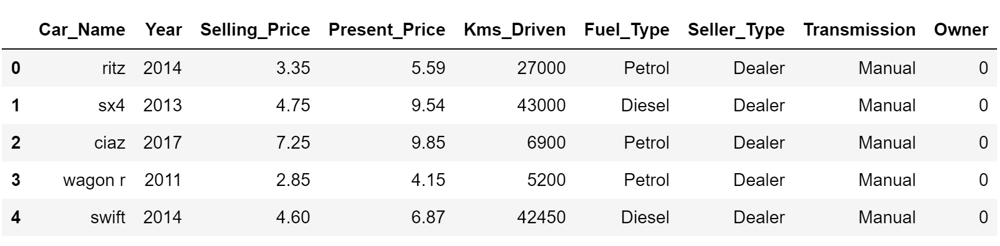 Car_Name Year Selling_Price Present_Price Kms_Driven Fuel_Type Seller_Type Transmission Owner
0 ritz 2014 3.35 5.59 27000 Petrol Dealer Manual 0
1 sx4 2013 4.75 9.54 43000 Diesel Dealer Manual 0
2 ciaz 2017 7.25 9.85 6900 Petrol Dealer Manual 0
3 wagon r 2011 2.85 4.15 5200 Petrol Dealer Manual 0
4 swift 2014 4.60 6.87 42450 Diesel Dealer Manual 0